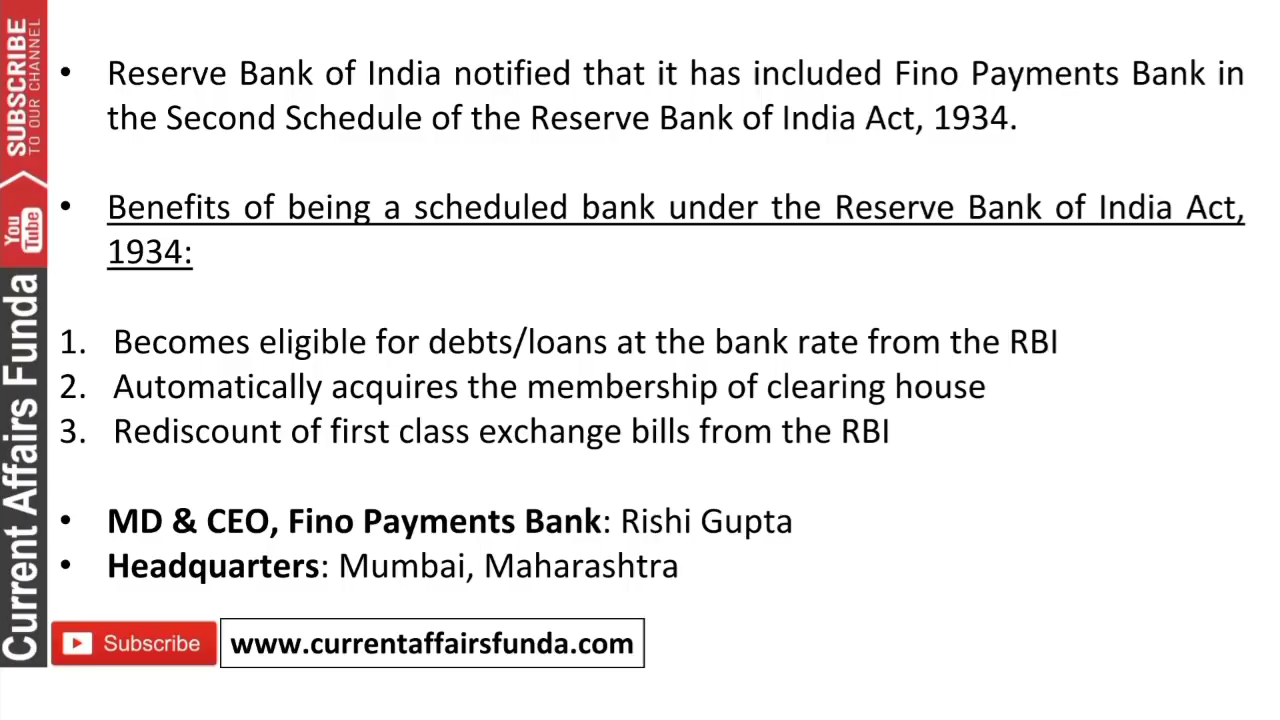 SUBSCRIBE
TO OUR CHANNEL
You
Tube
Current Affairs Funda
• Reserve Bank of India notified that it has included Fino Payments Bank in
the Second Schedule of the Reserve Bank of India Act, 1934.
• Benefits of being a scheduled bank under the Reserve Bank of India Act,
1934:
1. Becomes eligible for debts/loans at the bank rate from the RBI
2. Automatically acquires the membership of clearing house
3. Rediscount of first class exchange bills from the RBI
• MD & CEO, Fino Payments Bank: Rishi Gupta
• Headquarters: Mumbai, Maharashtra
Subscribe
www.currentaffairsfunda.com